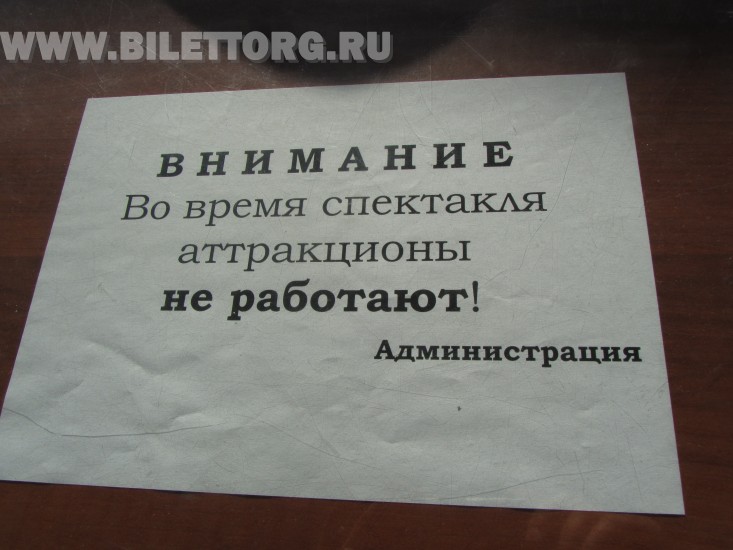 WWW.BILETTORG.RU
ВНИМАНИЕ
Во время спектакля
аттракционы
не работают!
Администрация